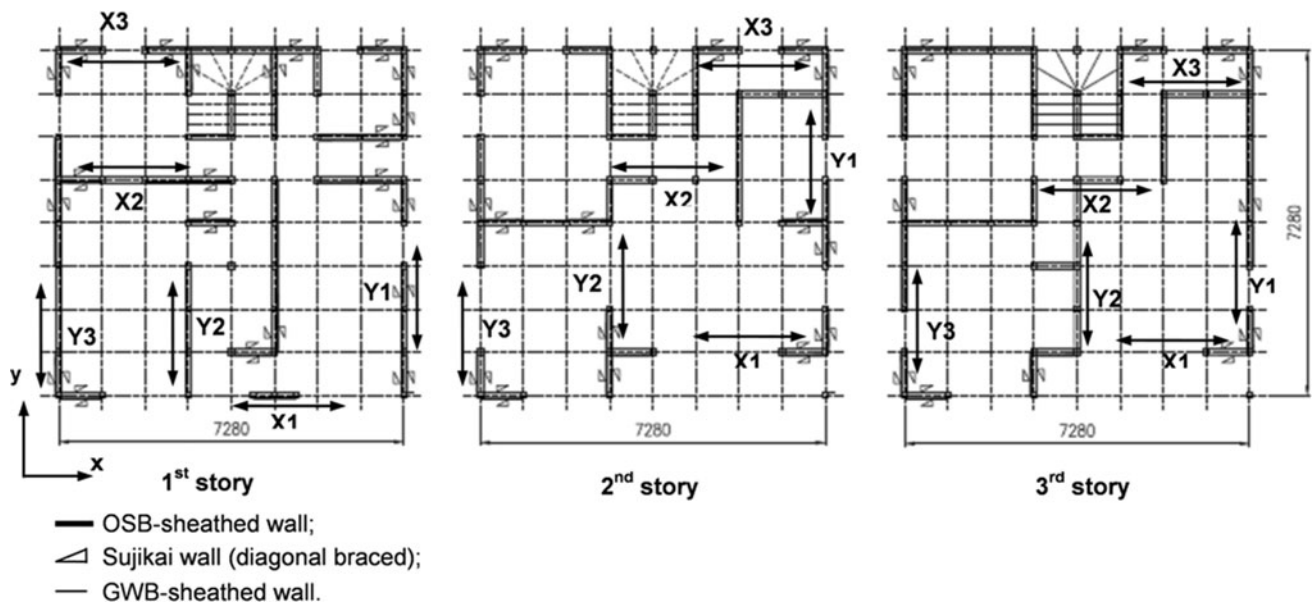 X3
X3
X3
X2
X2
X2
Y1
Y1
Y1
Y2
Y2
Y2
Y3
Y3
Y3
X1
X1
X1
y
x
7280
7280
7280
7280
1st story
2nd story
3rd story
OSB-sheathed wall;
Sujikai wall (diagonal braced);
GWB-sheathed wall.